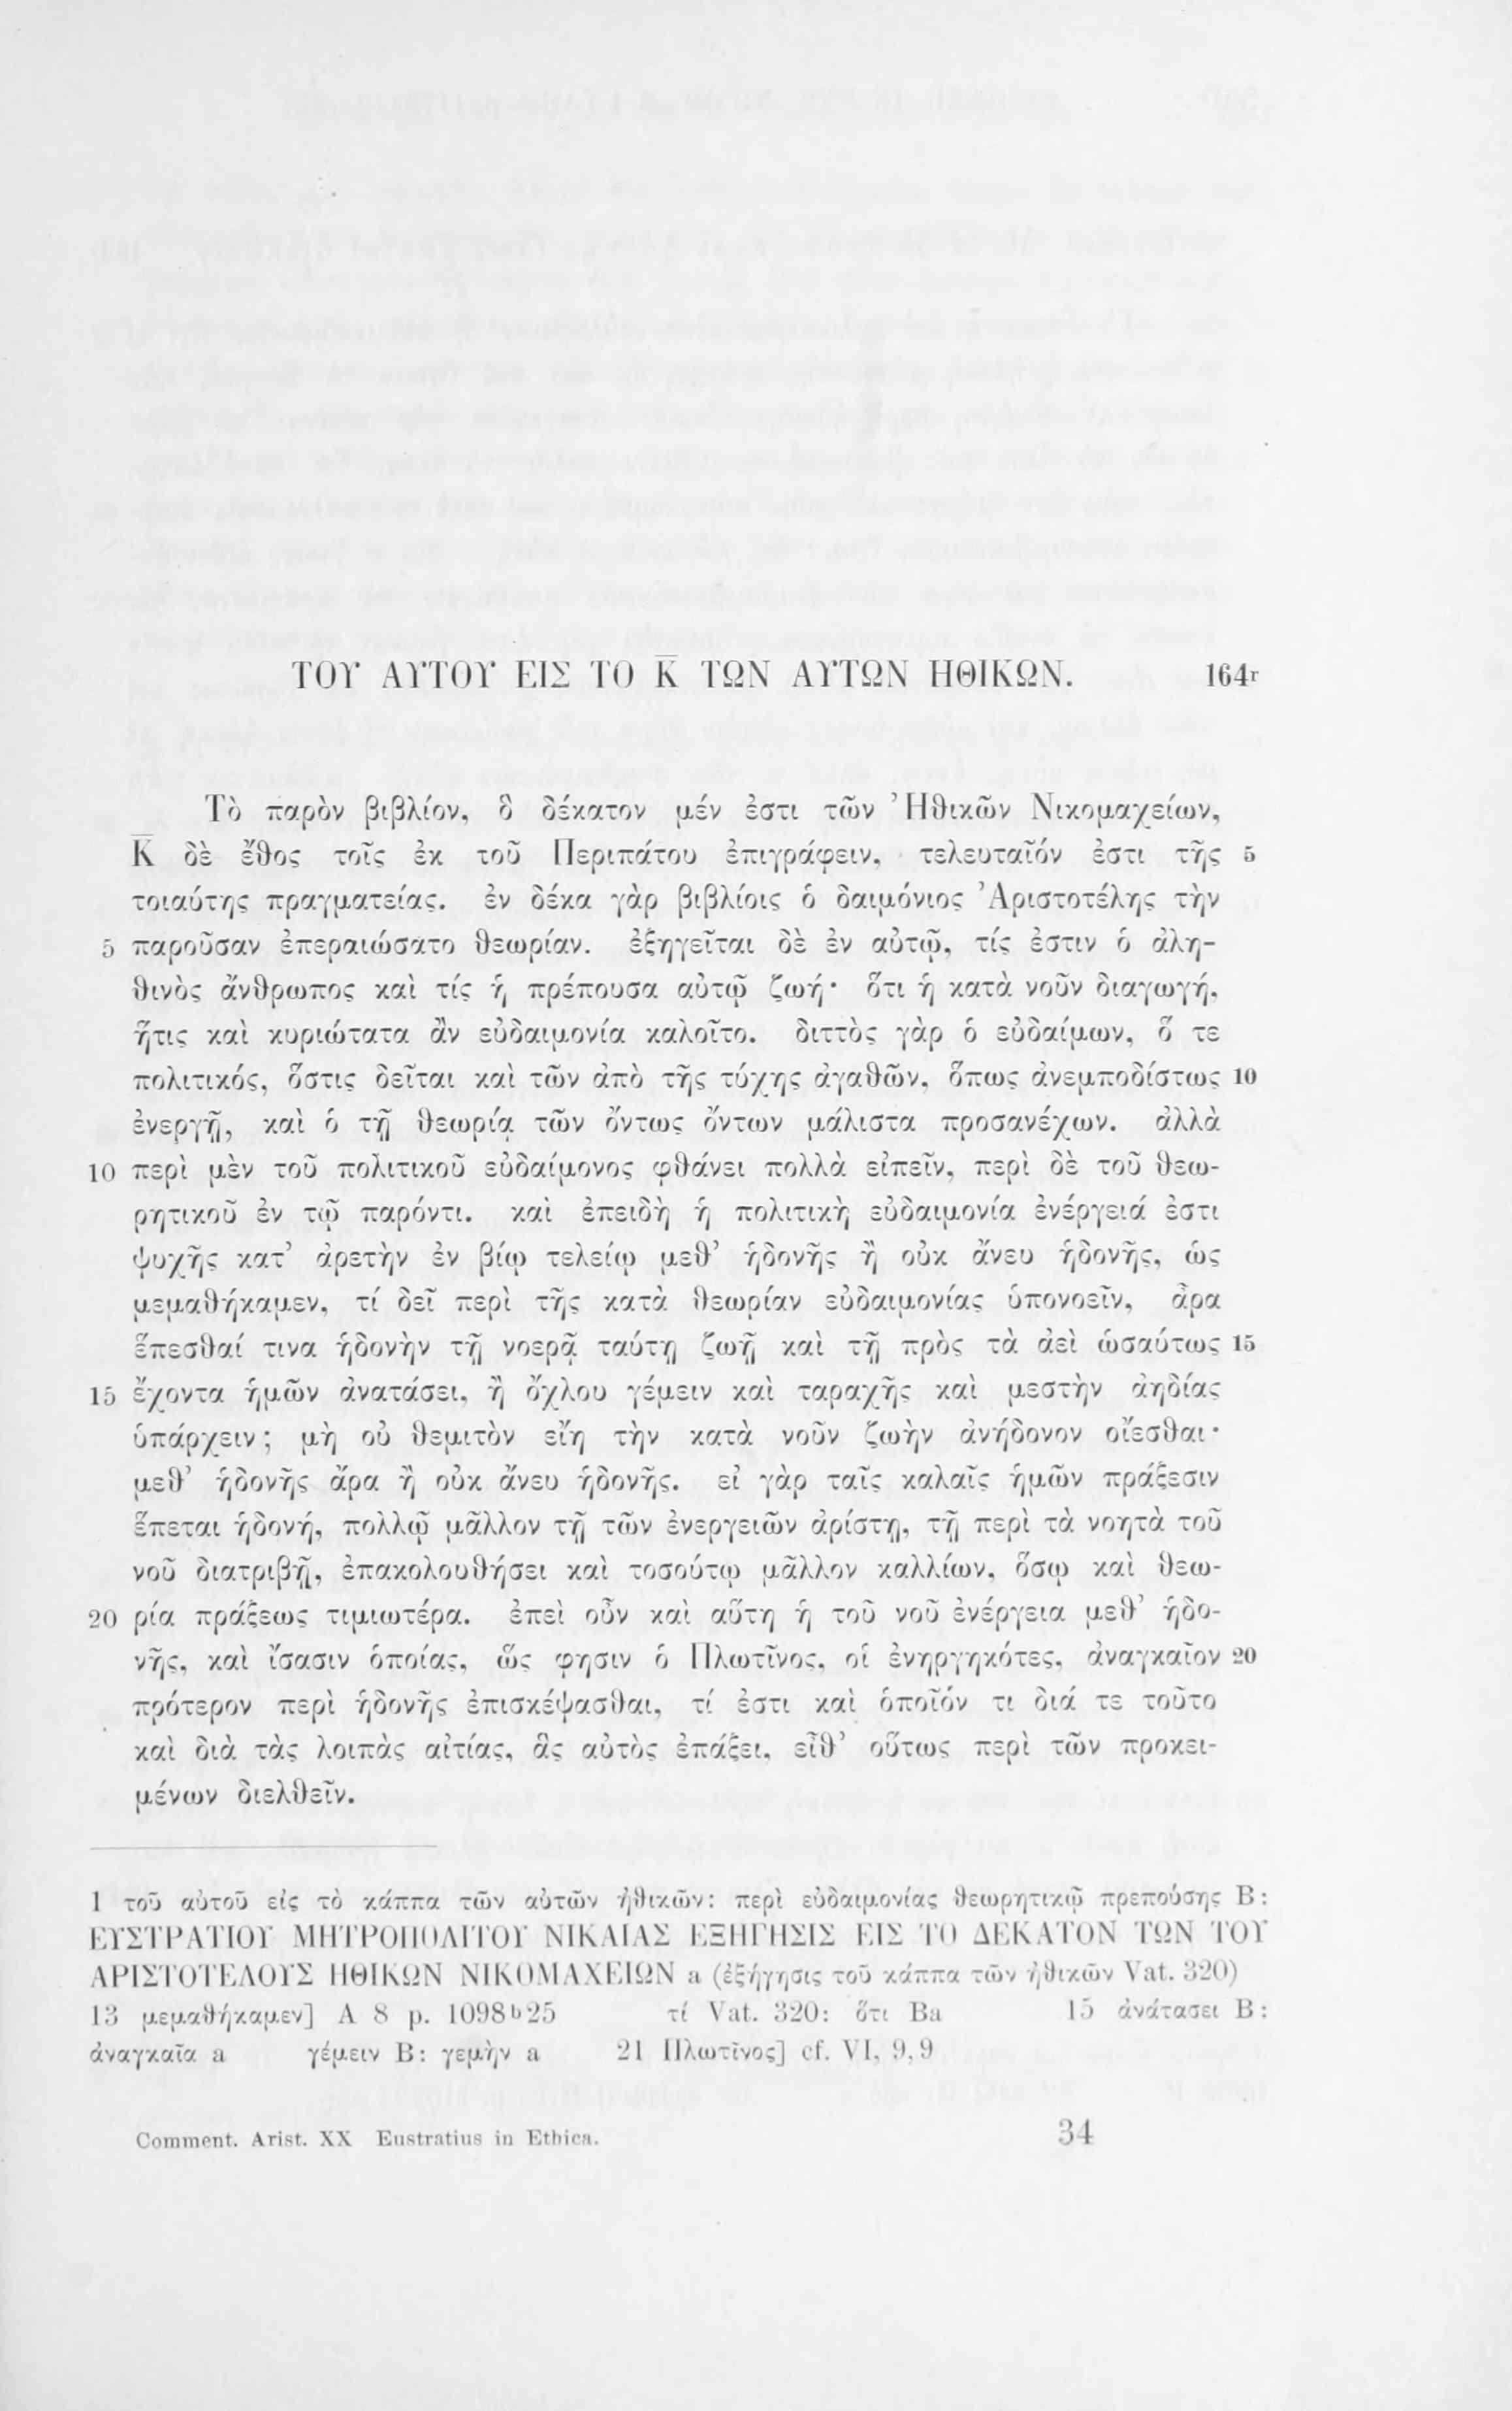 ΤΟΥ ΑΥΤΟΥ ΕΙΣ ΤΟ Κ̅ ΤΩΝ ΑΥΤΩΝ ΗΘΙΚΩΝ. 164r
Τὸ παρὸν βιβλίον, ὃ δέκατον μέν ἐστι τῶν Ἠθικῶν Νικομαχείων,
Κ̅ δὲ ἔθος τοῖς ἐκ τοῦ Περιπάτου ἐπιγράφειν, τελευταῖόν ἐστι τῆς 5
τοιαύτης πραγματείας. ἐν δέκα γὰρ βιβλίοις ὁ δαιμόνιος Ἀριστοτέλης τὴν
5 παροῦσαν ἐπεραιώσατο θεωρίαν. ἐξηγεῖται δὲ ἐν αὐτῷ, τίς ἐστιν ὁ ἀλη-
θινὸς ἄνθρωπος καὶ τίς ἡ πρέπουσα αὐτῷ ζωή· ὅτι ἡ κατὰ νοῦν διαγωγή,
ἥτις καὶ κυριώτατα ἂν εὐδαιμονία καλοῖτο. διττὸς γὰρ ὁ εὐδαίμων, ὅ τε
πολιτικός, ὅστις δεῖται καὶ τῶν ἀπὸ τῆς τύχης ἀγαθῶν, ὅπως ἀνεμποδίστως 10
ἐνεργῇ, καὶ ὁ τῇ θεωρίᾳ τῶν ὄντως ὄντων μάλιστα προσανέχων. ἀλλὰ
10 περὶ μὲν τοῦ πολιτικοῦ εὐδαίμονος φθάνει πολλὰ εἰπεῖν, περὶ δὲ τοῦ θεω-
ρητικοῦ ἐν τῷ παρόντι. καὶ ἐπειδὴ ἡ πολιτικὴ εὐδαιμονία ἐνέργειά ἐστι
ψυχῆς κατ’ ἀρετὴν ἐν βίῳ τελείῳ μεθ’ ἡδονῆς ἢ οὐκ ἄνευ ἡδονῆς, ὡς
μεμαθήκαμεν, τί δεῖ περὶ τῆς κατὰ θεωρίαν εὐδαιμονίας ὑπονοεῖν, ἆρα
ἕπεσθαί τινα ἡδονὴν τῇ νοερᾷ ταύτῃ ζωῇ καὶ τῇ πρὸς τὰ ἀεὶ ὡσαύτως 15
15 ἔχοντα ἡμῶν ἀνατάσει, ἢ ὄχλου γέμειν καὶ ταραχῆς καὶ μεστὴν ἀηδίας
ὑπάρχειν; μὴ οὐ θεμιτὸν εἴη τὴν κατὰ νοῦν ζωὴν ἀνήδονον οἴεσθαι·
μεθ’ ἡδονῆς ἄρα ἢ οὐκ ἄνευ ἡδονῆς. εἰ γὰρ ταῖς καλαῖς ἡμῶν πράξεσιν
ἕπεται ἡδονή, πολλῷ μᾶλλον τῇ τῶν ἐνεργειῶν ἀρίστῃ, τῇ περὶ τὰ νοητὰ τοῦ
νοῦ διατριβῇ, ἐπακολουθήσει καὶ τοσούτῳ μᾶλλον καλλίων, ὅσῳ καὶ θεω-
20 ρία πράξεως τιμιωτέρα. ἐπεὶ οὖν καὶ αὕτη ἡ τοῦ νοῦ ἐνέργεια μεθ’ ἡδο-
νῆς, καὶ ἴσασιν ὁποίας, ὥς φησιν ὁ Πλωτῖνος, οἱ ἐνηργηκότες, ἀναγκαῖον 20
πρότερον περὶ ἡδονῆς ἐπισκέψασθαι, τί ἐστι καὶ ὁποῖόν τι διά τε τοῦτο
καὶ διὰ τὰς λοιπὰς αἰτίας, ἃς αὐτὸς ἐπάξει, εἶθ’ οὕτως περὶ τῶν προκει-
μένων διελθεῖν.
1 τοῦ αὐτοῦ εἰς τὸ κάππα τῶν αὐτῶν ἠθικῶν: περὶ εὐδαιμονίας θεωρητικῷ πρεπούσης B:
ΕΥΣΤΡΑΤΙΟΥ ΜΗΤΡΟΠΟΛΙΤΟΥ ΝΙΚΑΙΑΣ ΕΞΗΓΗΣΙΣ ΕΙΣ ΤΟ ΔΕΚΑΤΟΝ ΤΩΝ ΤΟΥ
ΑΡΙΣΤΟΤΕΛΟΥΣ ΗΘΙΚΩΝ ΝΙΚΟΜΑΧΕΙΩΝ a (ἐξήγησις τοῦ κάππα τῶν ἠθικῶν Vat. 320)
13 μεμαθήκαμεν] A 8 p. 1098b25 τί Vat. 320: ὅτι Ba 15 ἀνάτασει B:
ἀναγκαῖα a γέμειν B: γεμὴν a 21 Πλωτῖνος] cf. VI, 9,9
Comment. Arist. XX Eustratius in Ethica. 34